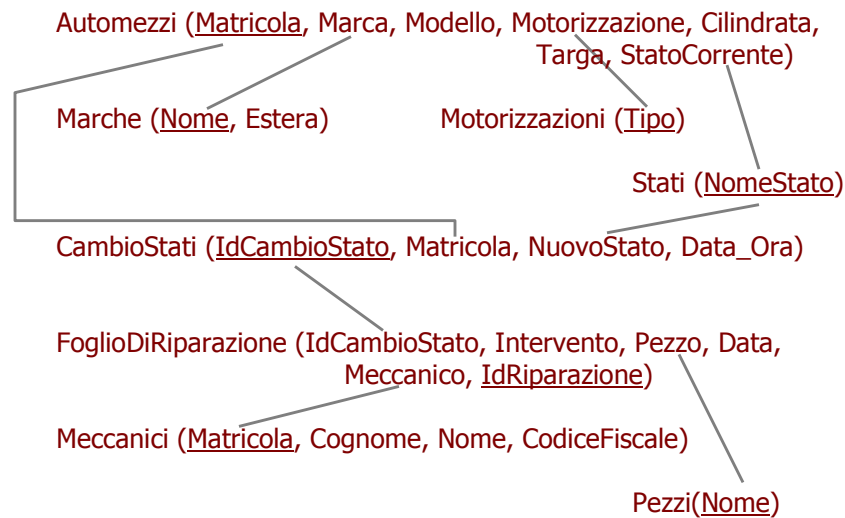 Automezzi (Matricola, Marca, Modello, Motorizzazione, Cilindrata,
Targa, StatoCorrente)
Marche (Nome, Estera) Motorizzazioni (Tipo)
Stati (NomeStato)
CambioStati (IdCambioStato, Matricola, NuovoStato, Data_Ora)
FoglioDiRiparazione (IdCambioStato, Intervento, Pezzo, Data,
Meccanico, IdRiparazione)
Meccanici (Matricola, Cognome, Nome, CodiceFiscale)
Pezzi(Nome)